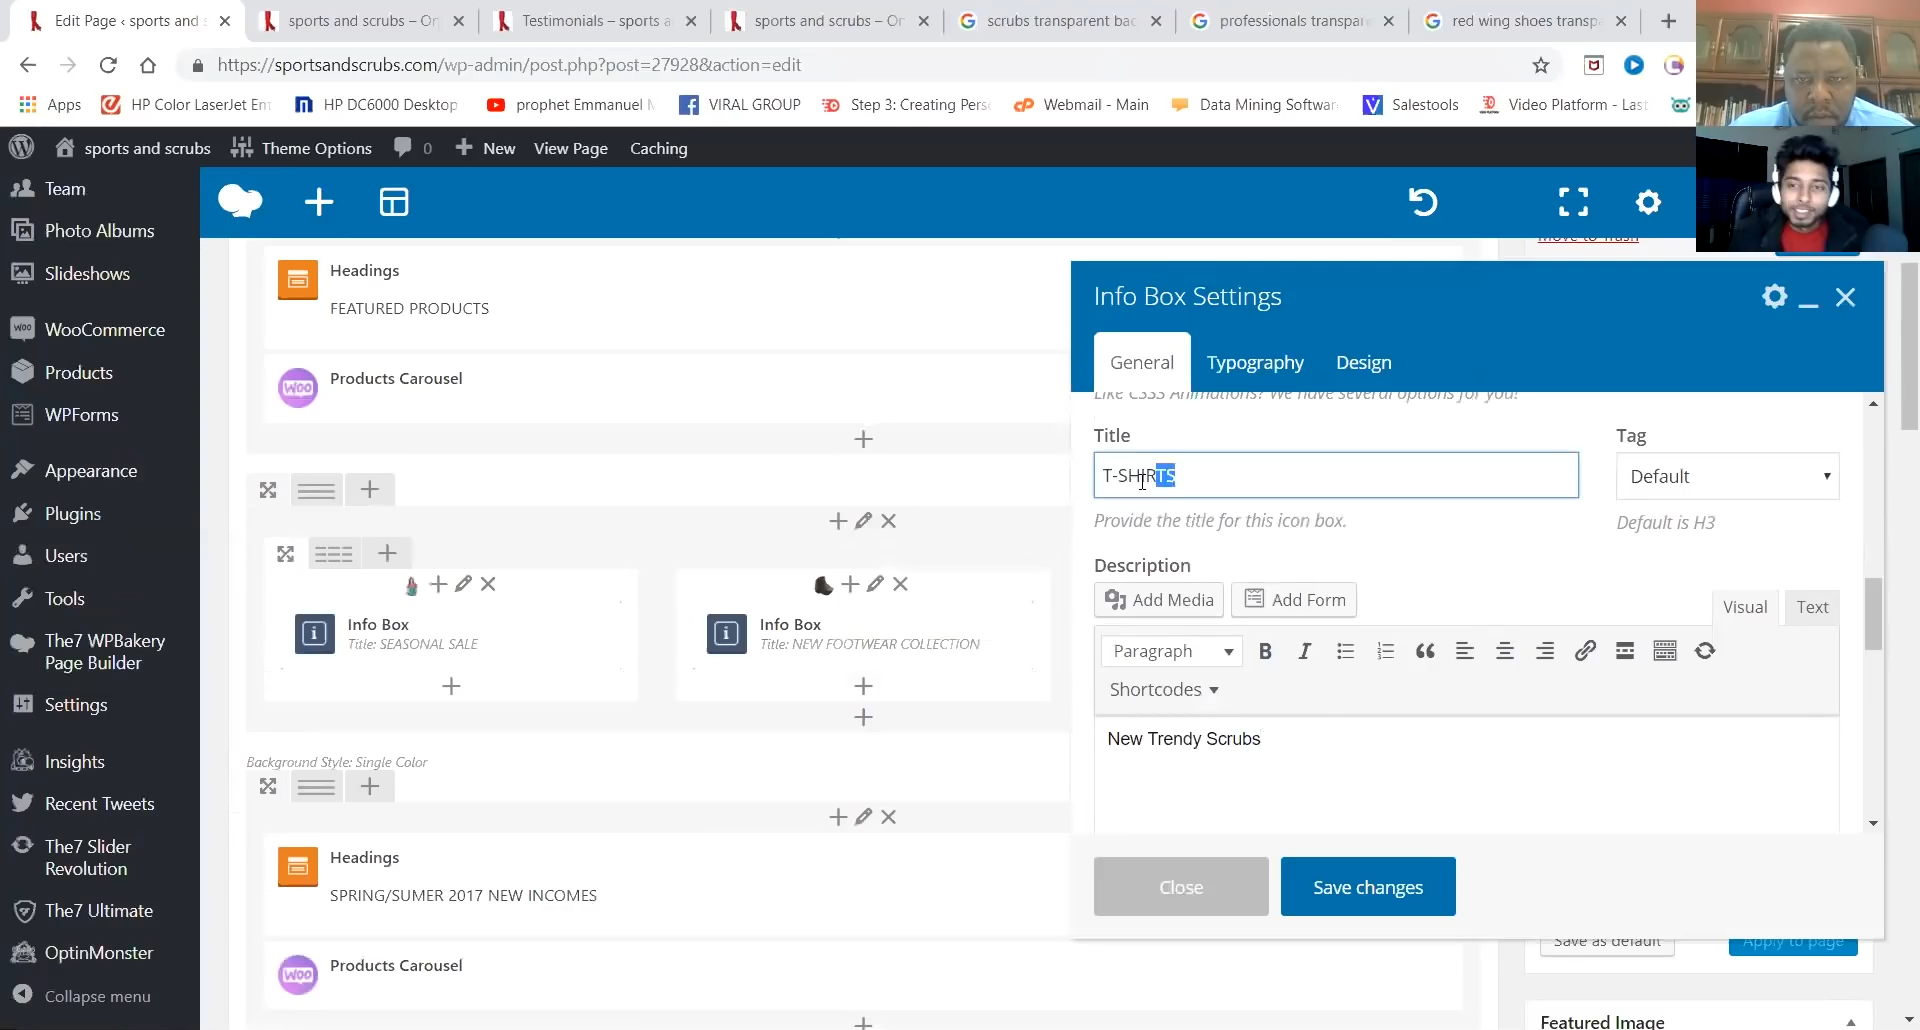 Edit Page ‹ sports and s
sports and scrubs – On
Testimonials – sports a
sports and scrubs – On
scrubs transparent bac
professionals transpare
red wing shoes transpa
https://sportsandscrubs.com/wp-admin/post.php?post=27928&action=edit
Apps
HP Color LaserJet Ent
HP DC6000 Desktop
prophet Emmanuel M
VIRAL GROUP
Step 3: Creating Perso
Webmail - Main
Data Mining Software
Salestools
Video Platform - Last
sports and scrubs
Theme Options
0
New
View Page
Caching
Team
Photo Albums
Slideshows
WooCommerce
Products
WPForms
Appearance
Plugins
Users
Tools
The7 WPBakery
Page Builder
Settings
Insights
Recent Tweets
The7 Slider
Revolution
The7 Ultimate
OptinMonster
Collapse menu
Move to Trash
Headings
FEATURED PRODUCTS
Products Carousel
Info Box
Title: SEASONAL SALE
Info Box
Title: NEW FOOTWEAR COLLECTION
Background Style: Single Color
Headings
SPRING/SUMER 2017 NEW INCOMES
Products Carousel
Info Box Settings
General
Typography
Design
Like CSS3 Animations? We have several options for you!
Title
Tag
T-SHIRTS
Default
Provide the title for this icon box.
Default is H3
Description
Add Media
Add Form
Visual
Text
Paragraph
Shortcodes
New Trendy Scrubs
Close
Save changes
Save as default
Apply to page
Featured Image